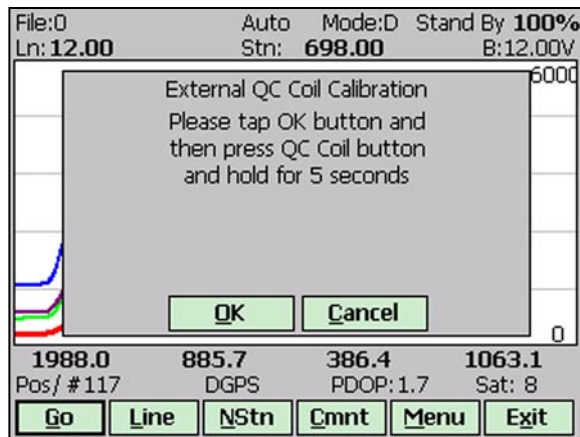 File:0 Auto Mode:D Stand By 100%
Ln: 12.00 Stn: 698.00 B:12.00V
6000
External QC Coil Calibration
Please tap OK button and
then press QC Coil button
and hold for 5 seconds
OK Cancel
0
1988.0 885.7 386.4 1063.1
Pos/ #117 DGPS PDOP:1.7 Sat: 8
Go Line NStn Cmnt Menu Exit